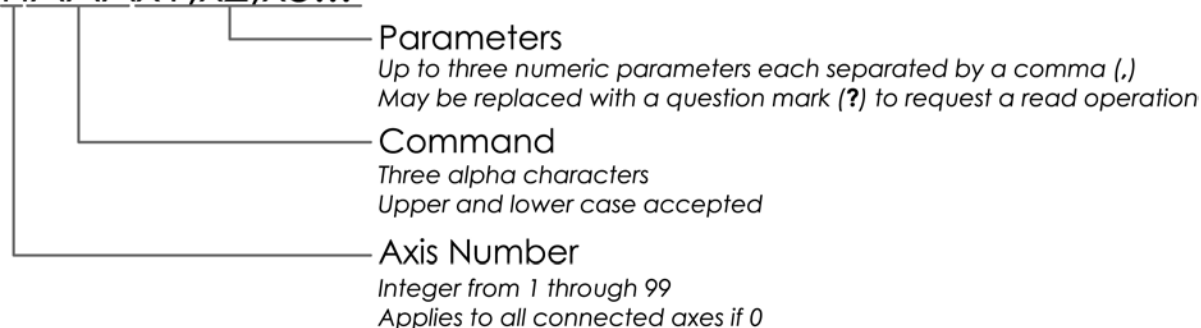 Parameters
Up to three numeric parameters each separated by a comma (,)
May be replaced with a question mark (?) to request a read operation
Command
Three alpha characters
Upper and lower case accepted
Axis Number
Integer from 1 through 99
Applies to all connected axes if 0